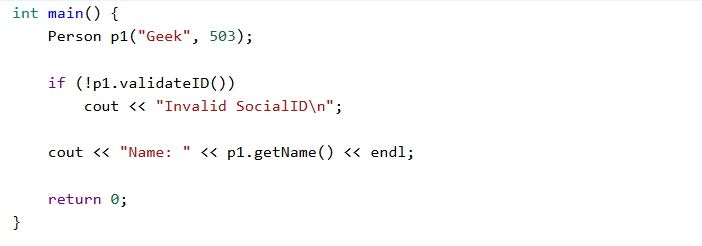 int main() {
    Person p1("Geek", 503);
    if (!p1.validateID())
        cout << "Invalid SocialID\n";
    cout << "Name: " << p1.getName() << endl;
    return 0;
}